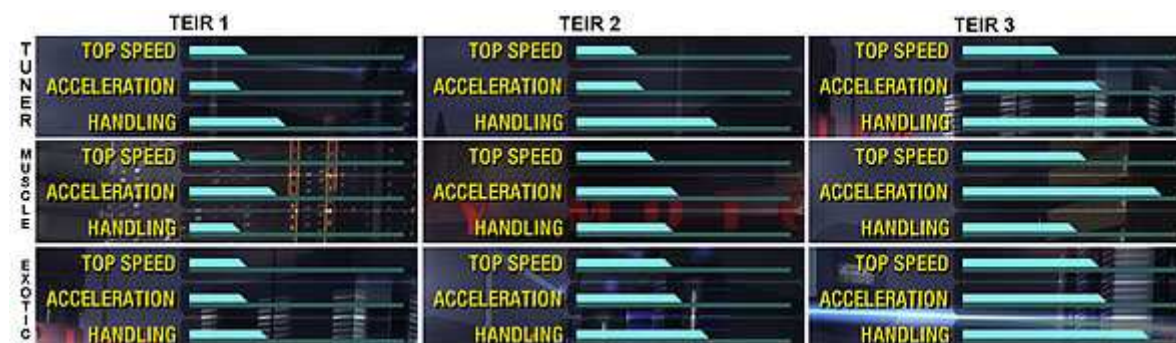 TEIR 1 TEIR 2 TEIR 3
TUNER
TOP SPEED TOP SPEED TOP SPEED
ACCELERATION ACCELERATION ACCELERATION
HANDLING HANDLING HANDLING
MUSCLE
TOP SPEED TOP SPEED TOP SPEED
ACCELERATION ACCELERATION ACCELERATION
HANDLING HANDLING HANDLING
EXOTIC
TOP SPEED TOP SPEED TOP SPEED
ACCELERATION ACCELERATION ACCELERATION
HANDLING HANDLING HANDLING